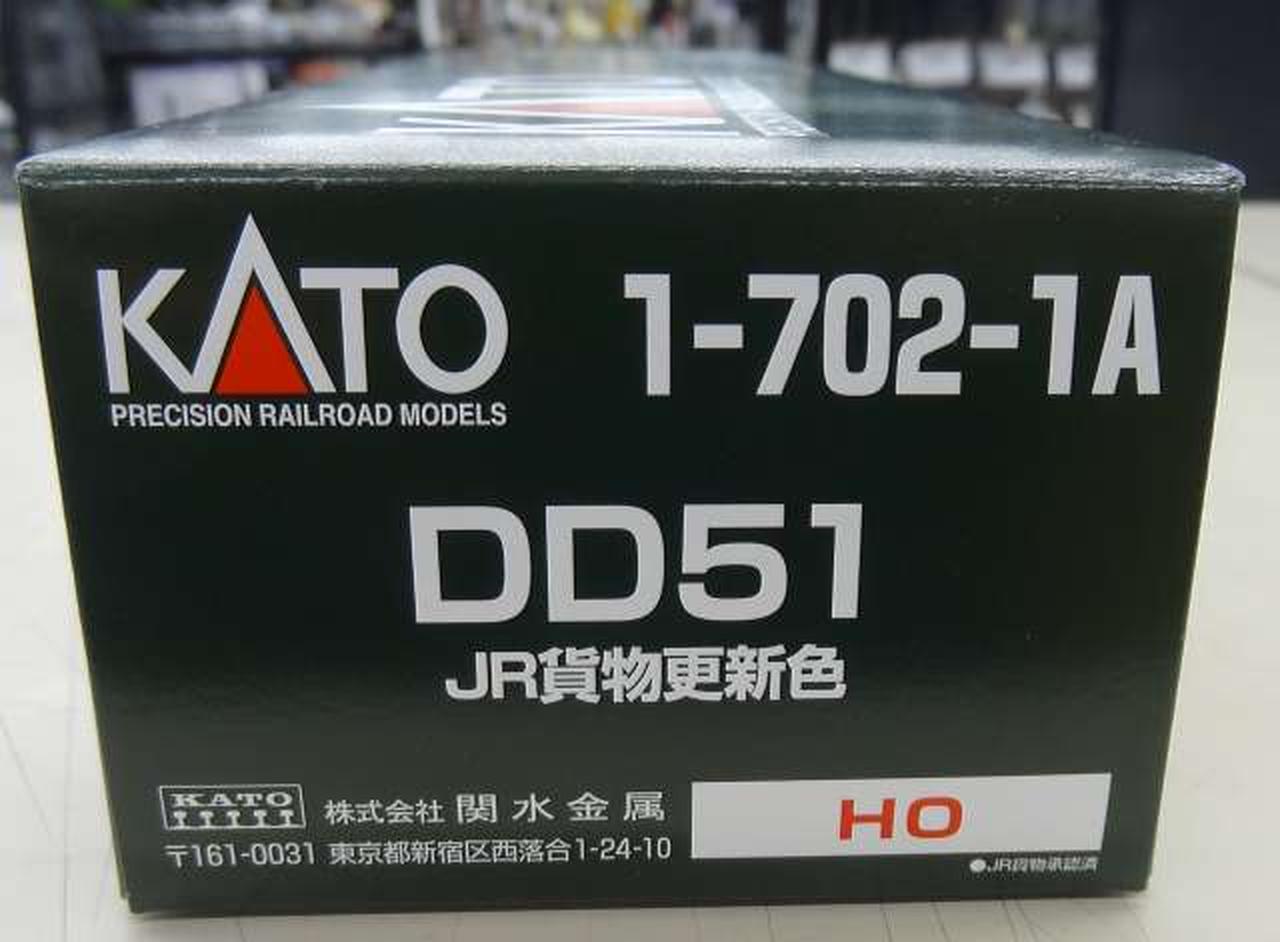 KATO 1-702-1A
PRECISION RAILROAD MODELS
DD51
JR貨物更新色
KATO 株式会社 関水金属
HO
〒161-0031 東京都新宿区西落合1-24-10
●JR貨物承認済